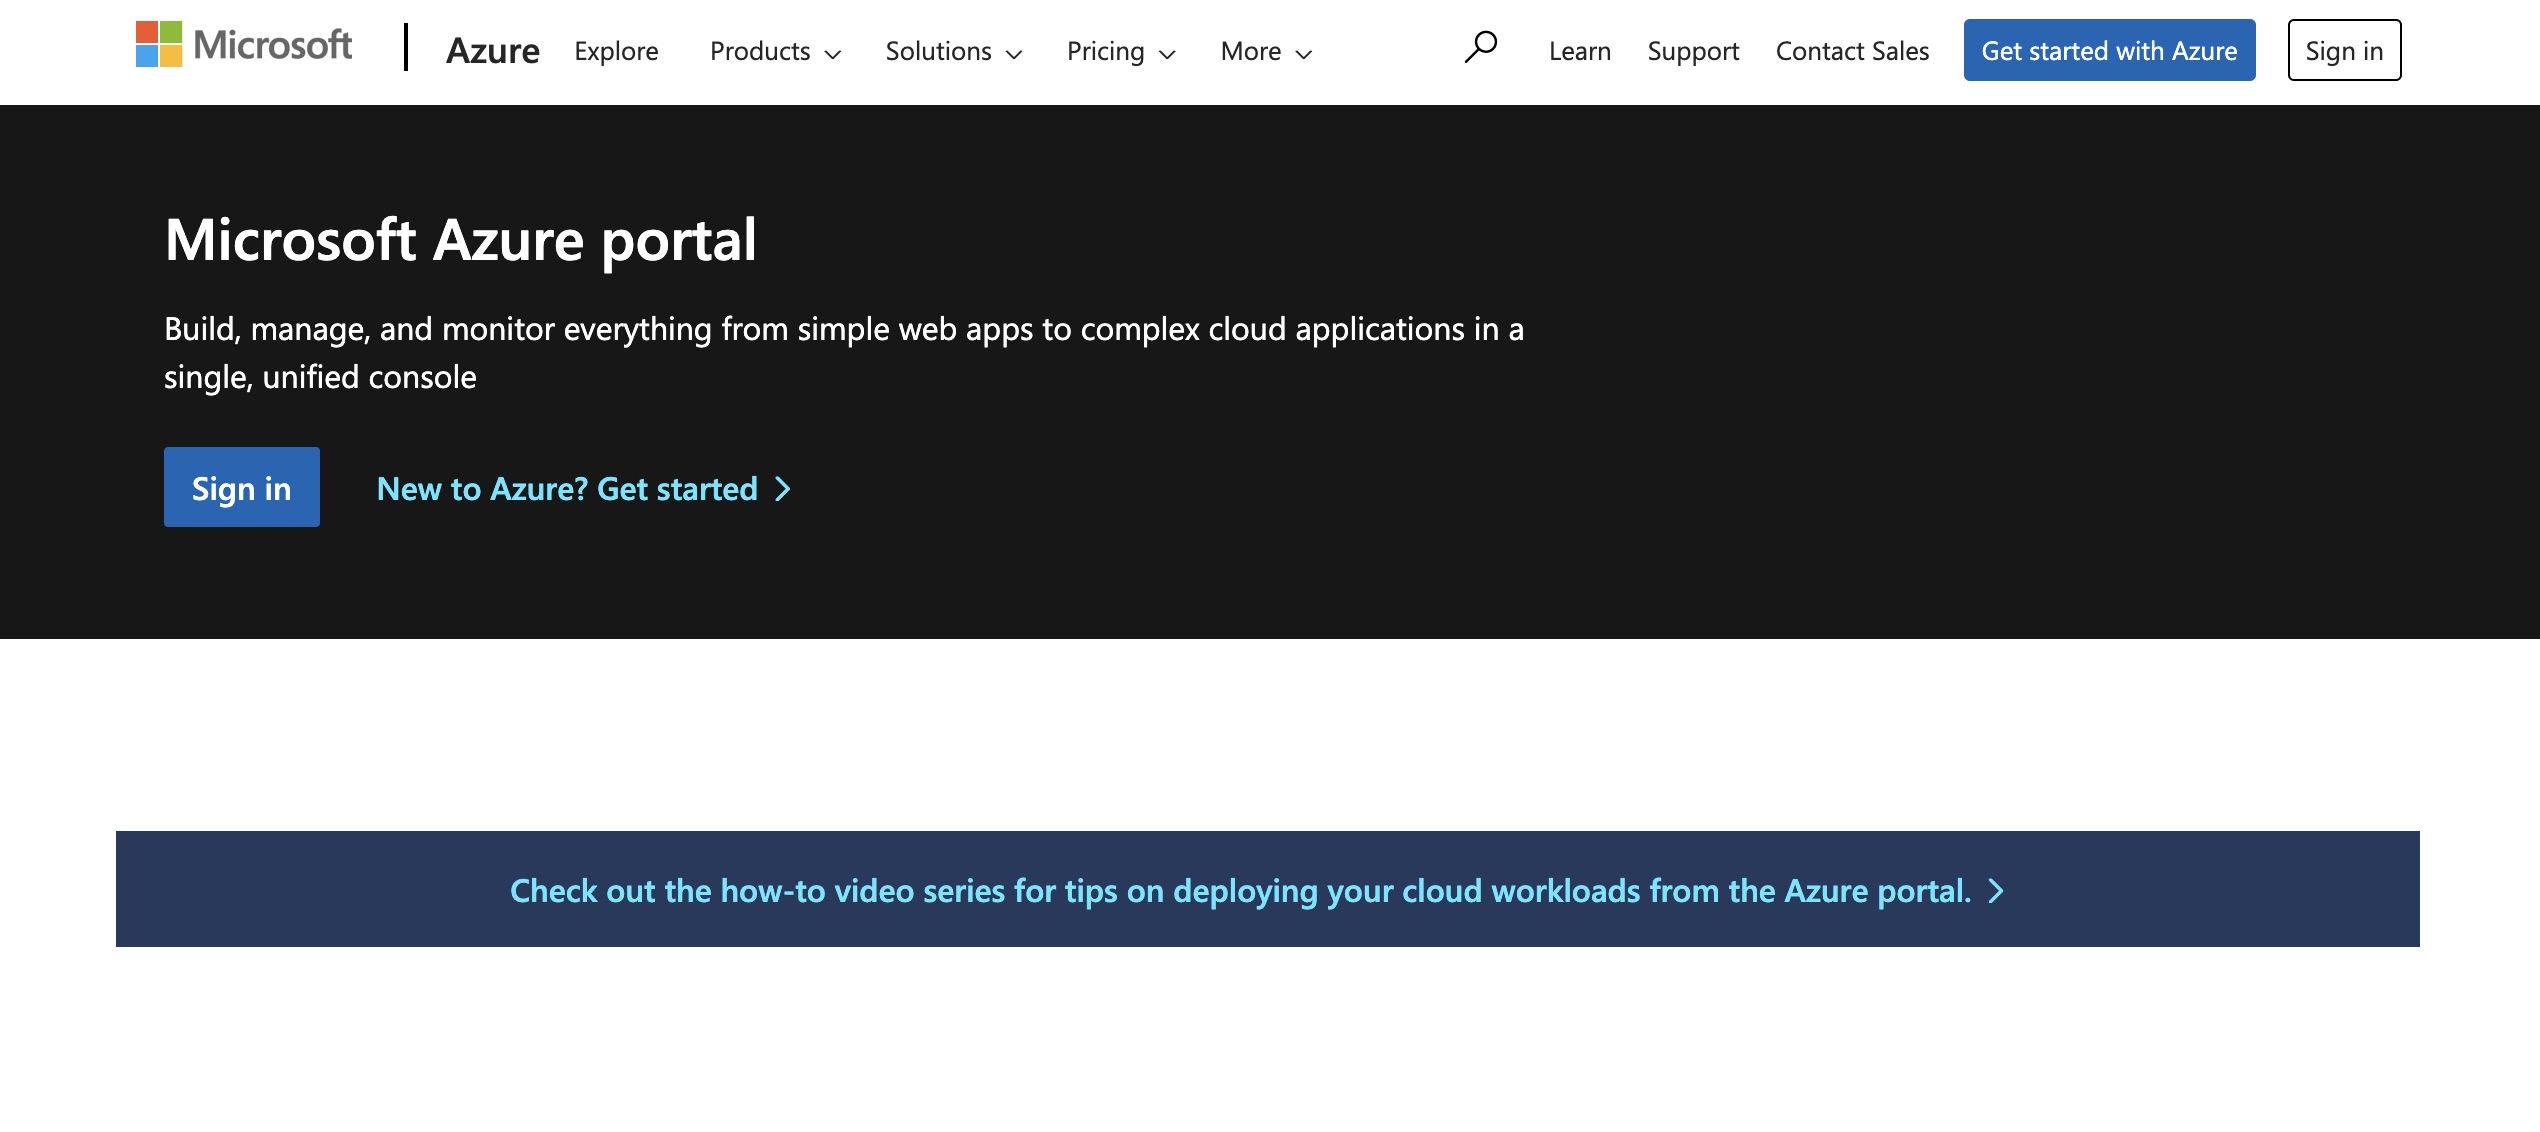 Microsoft
Azure
Explore
Products
Solutions
Pricing
More
Learn
Support
Contact Sales
Get started with Azure
Sign in
Microsoft Azure portal
Build, manage, and monitor everything from simple web apps to complex cloud applications in a
single, unified console
Sign in
New to Azure? Get started
Check out the how-to video series for tips on deploying your cloud workloads from the Azure portal.